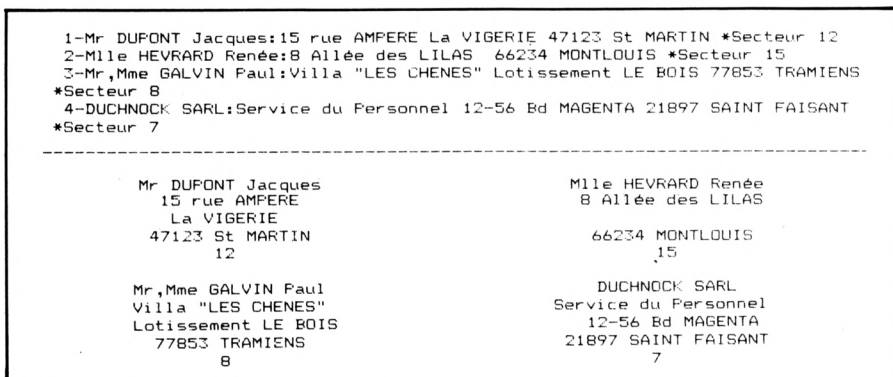 1-Mr DUPONT Jacques:15 rue AMPERE La VIGERIE 47123 St MARTIN *Secteur 12
2-Mlle HEVRARD Renée:8 Allée des LILAS 66234 MONTLOUIS *Secteur 15
3-Mr,Mme GALVIN Paul:Villa "LES CHENES" Lotissement LE BOIS 77853 TRAMIENS
*Secteur 8
4-DUCHNOCK SARL:Service du Personnel 12-56 Bd MAGENTA 21897 SAINT FAISANT
*Secteur 7
Mr DUPONT Jacques
15 rue AMPERE
La VIGERIE
47123 St MARTIN
12
Mlle HEVRARD Renée
8 Allée des LILAS
66234 MONTLOUIS
15
Mr,Mme GALVIN Paul
Villa "LES CHENES"
Lotissement LE BOIS
77853 TRAMIENS
8
DUCHNOCK SARL
Service du Personnel
12-56 Bd MAGENTA
21897 SAINT FAISANT
7